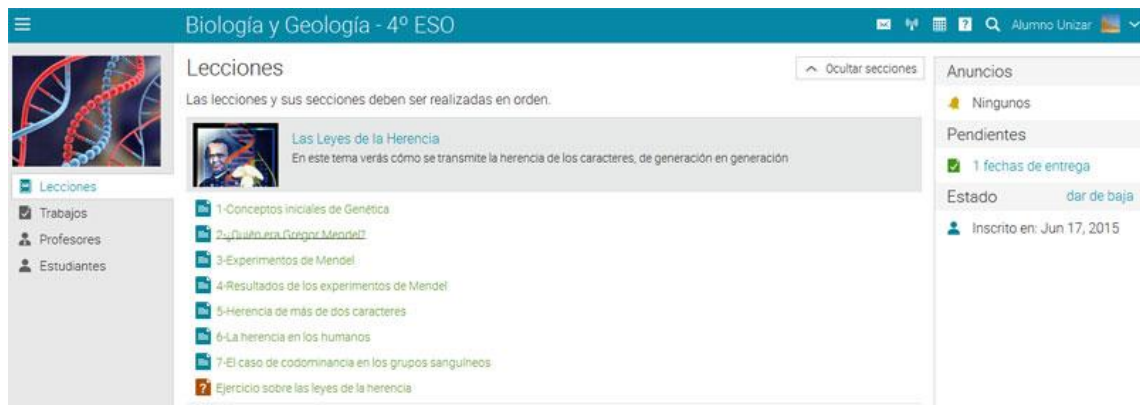 Biología y Geología - 4º ESO
Alumno Unizar
Lecciones
Trabajos
Profesores
Estudiantes
Lecciones
Ocultar secciones
Las lecciones y sus secciones deben ser realizadas en orden.
Las Leyes de la Herencia
En este tema verás cómo se transmite la herencia de los caracteres, de generación en generación
1-Conceptos iniciales de Genética
2-¿Quién era Gregor Mendel?
3-Experimentos de Mendel
4-Resultados de los experimentos de Mendel
5-Herencia de más de dos caracteres
6-La herencia en los humanos
7-El caso de codominancia en los grupos sanguíneos
Ejercicio sobre las leyes de la herencia
Anuncios
Ningunos
Pendientes
1 fechas de entrega
Estado dar de baja
Inscrito en: Jun 17, 2015